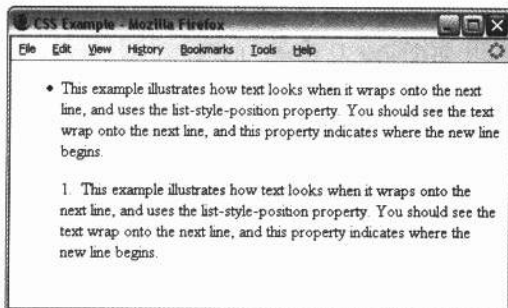 CSS Example - Mozilla Firefox
File Edit View History Bookmarks Tools Help
• This example illustrates how text looks when it wraps onto the next
line, and uses the list-style-position property. You should see the text
wrap onto the next line, and this property indicates where the new line
begins.
1. This example illustrates how text looks when it wraps onto the
next line, and uses the list-style-position property. You should see the
text wrap onto the next line, and this property indicates where the
new line begins.